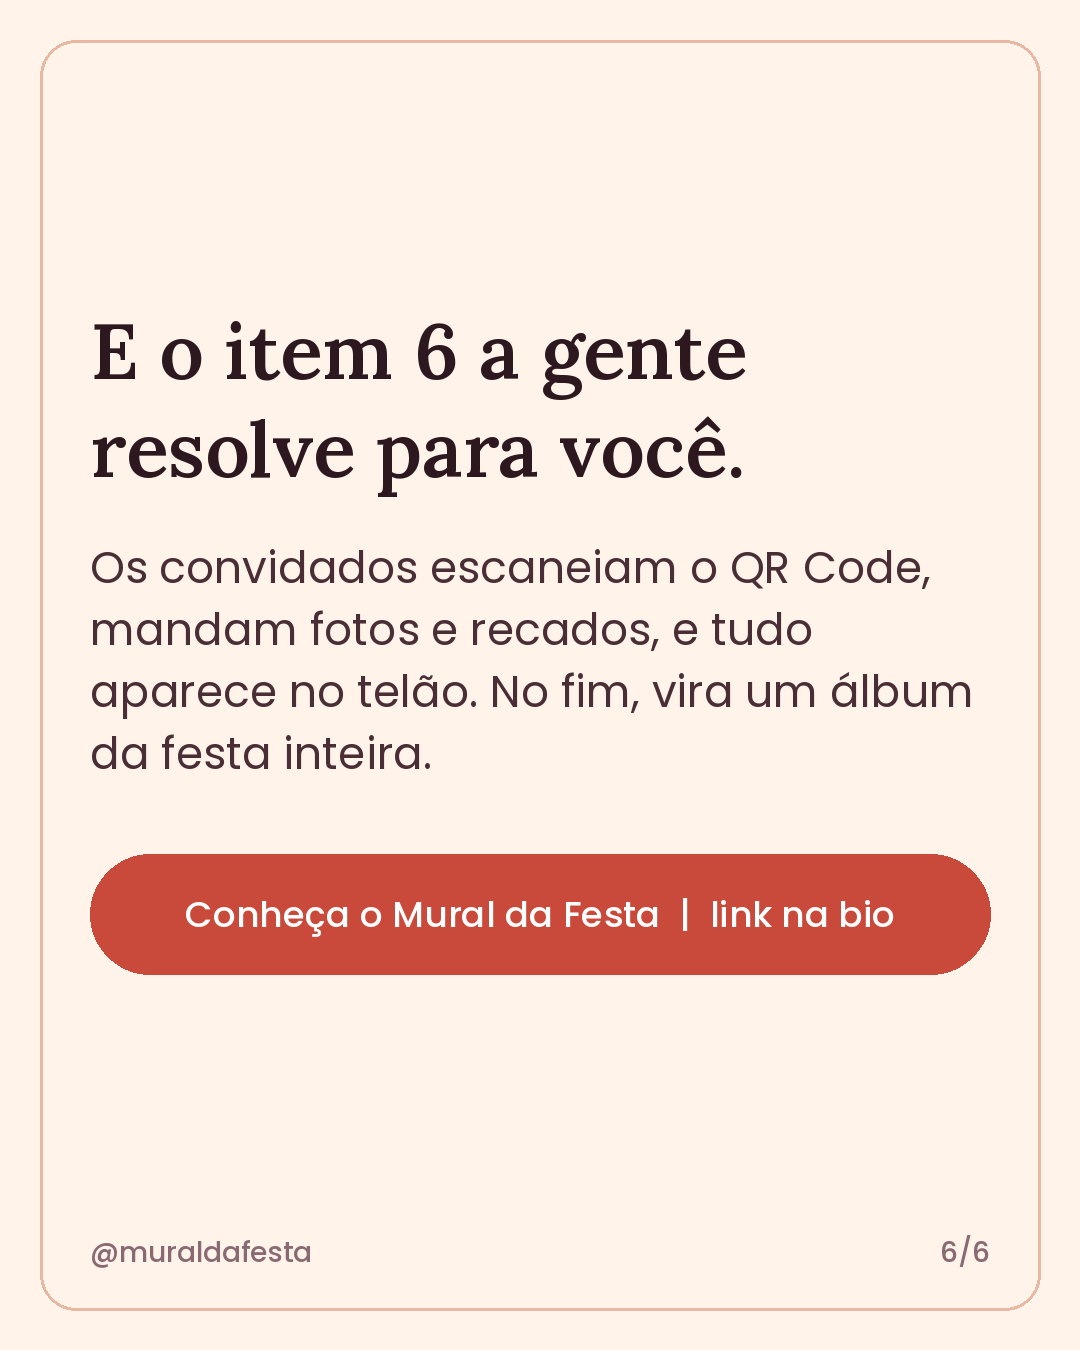 E o item 6 a gente
resolve para você.
Os convidados escaneiam o QR Code,
mandam fotos e recados, e tudo
aparece no telão. No fim, vira um álbum
da festa inteira.
Conheça o Mural da Festa | link na bio
@muraldafesta
6/6